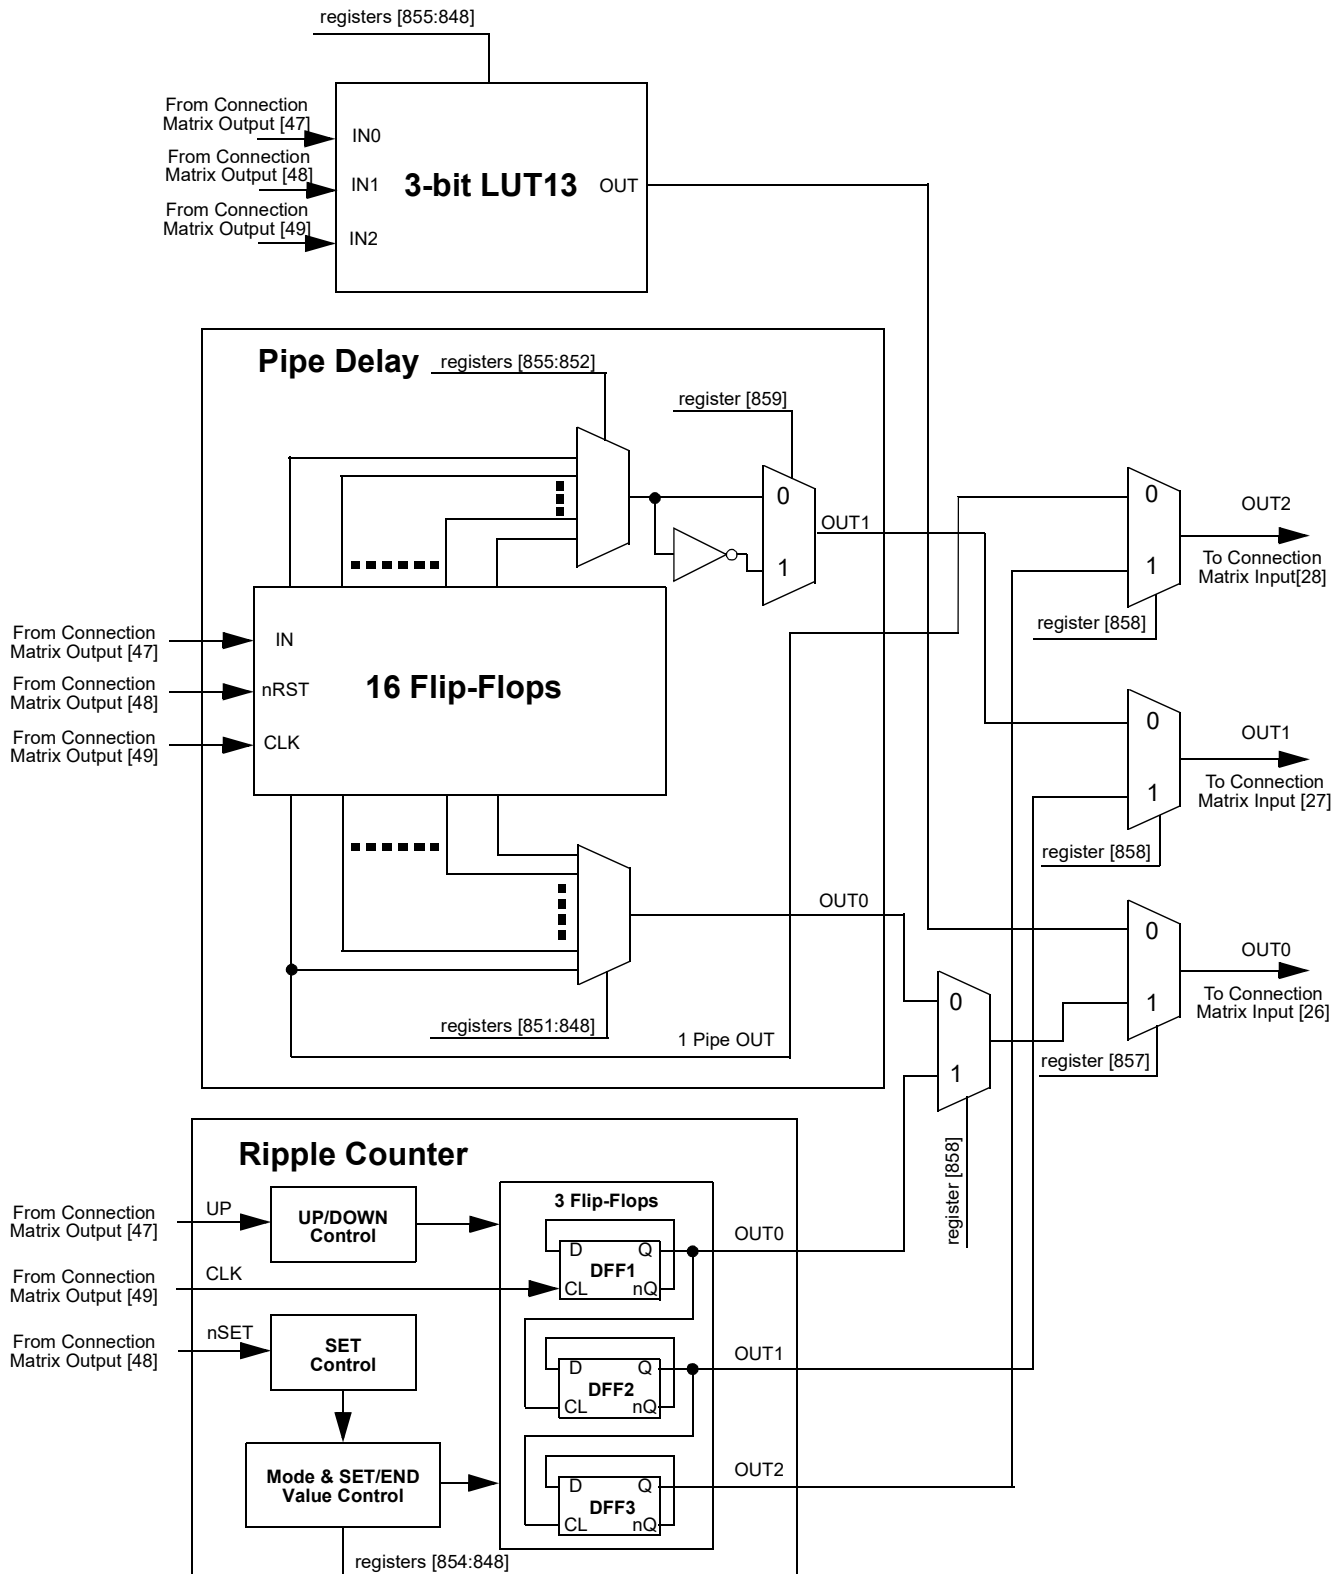 registers [855:848]
From Connection
Matrix Output [47]
IN0
From Connection
Matrix Output [48]
IN1
3-bit LUT13
OUT
From Connection
Matrix Output [49]
IN2
Pipe Delay
registers [855:852]
register [859]
0
1
OUT1
0
1
OUT2
To Connection
Matrix Input[28]
register [858]
From Connection
Matrix Output [47]
IN
From Connection
Matrix Output [48]
nRST
16 Flip-Flops
From Connection
Matrix Output [49]
CLK
0
1
OUT1
To Connection
Matrix Input [27]
register [858]
OUT0
registers [851:848]
1 Pipe OUT
0
1
register [858]
0
1
OUT0
To Connection
Matrix Input [26]
register [857]
Ripple Counter
From Connection
Matrix Output [47]
UP
UP/DOWN
Control
3 Flip-Flops
D
Q
DFF1
CL
nQ
OUT0
From Connection
Matrix Output [49]
CLK
From Connection
Matrix Output [48]
nSET
SET
Control
D
Q
DFF2
CL
nQ
OUT1
Mode & SET/END
Value Control
D
Q
DFF3
CL
nQ
OUT2
registers [854:848]